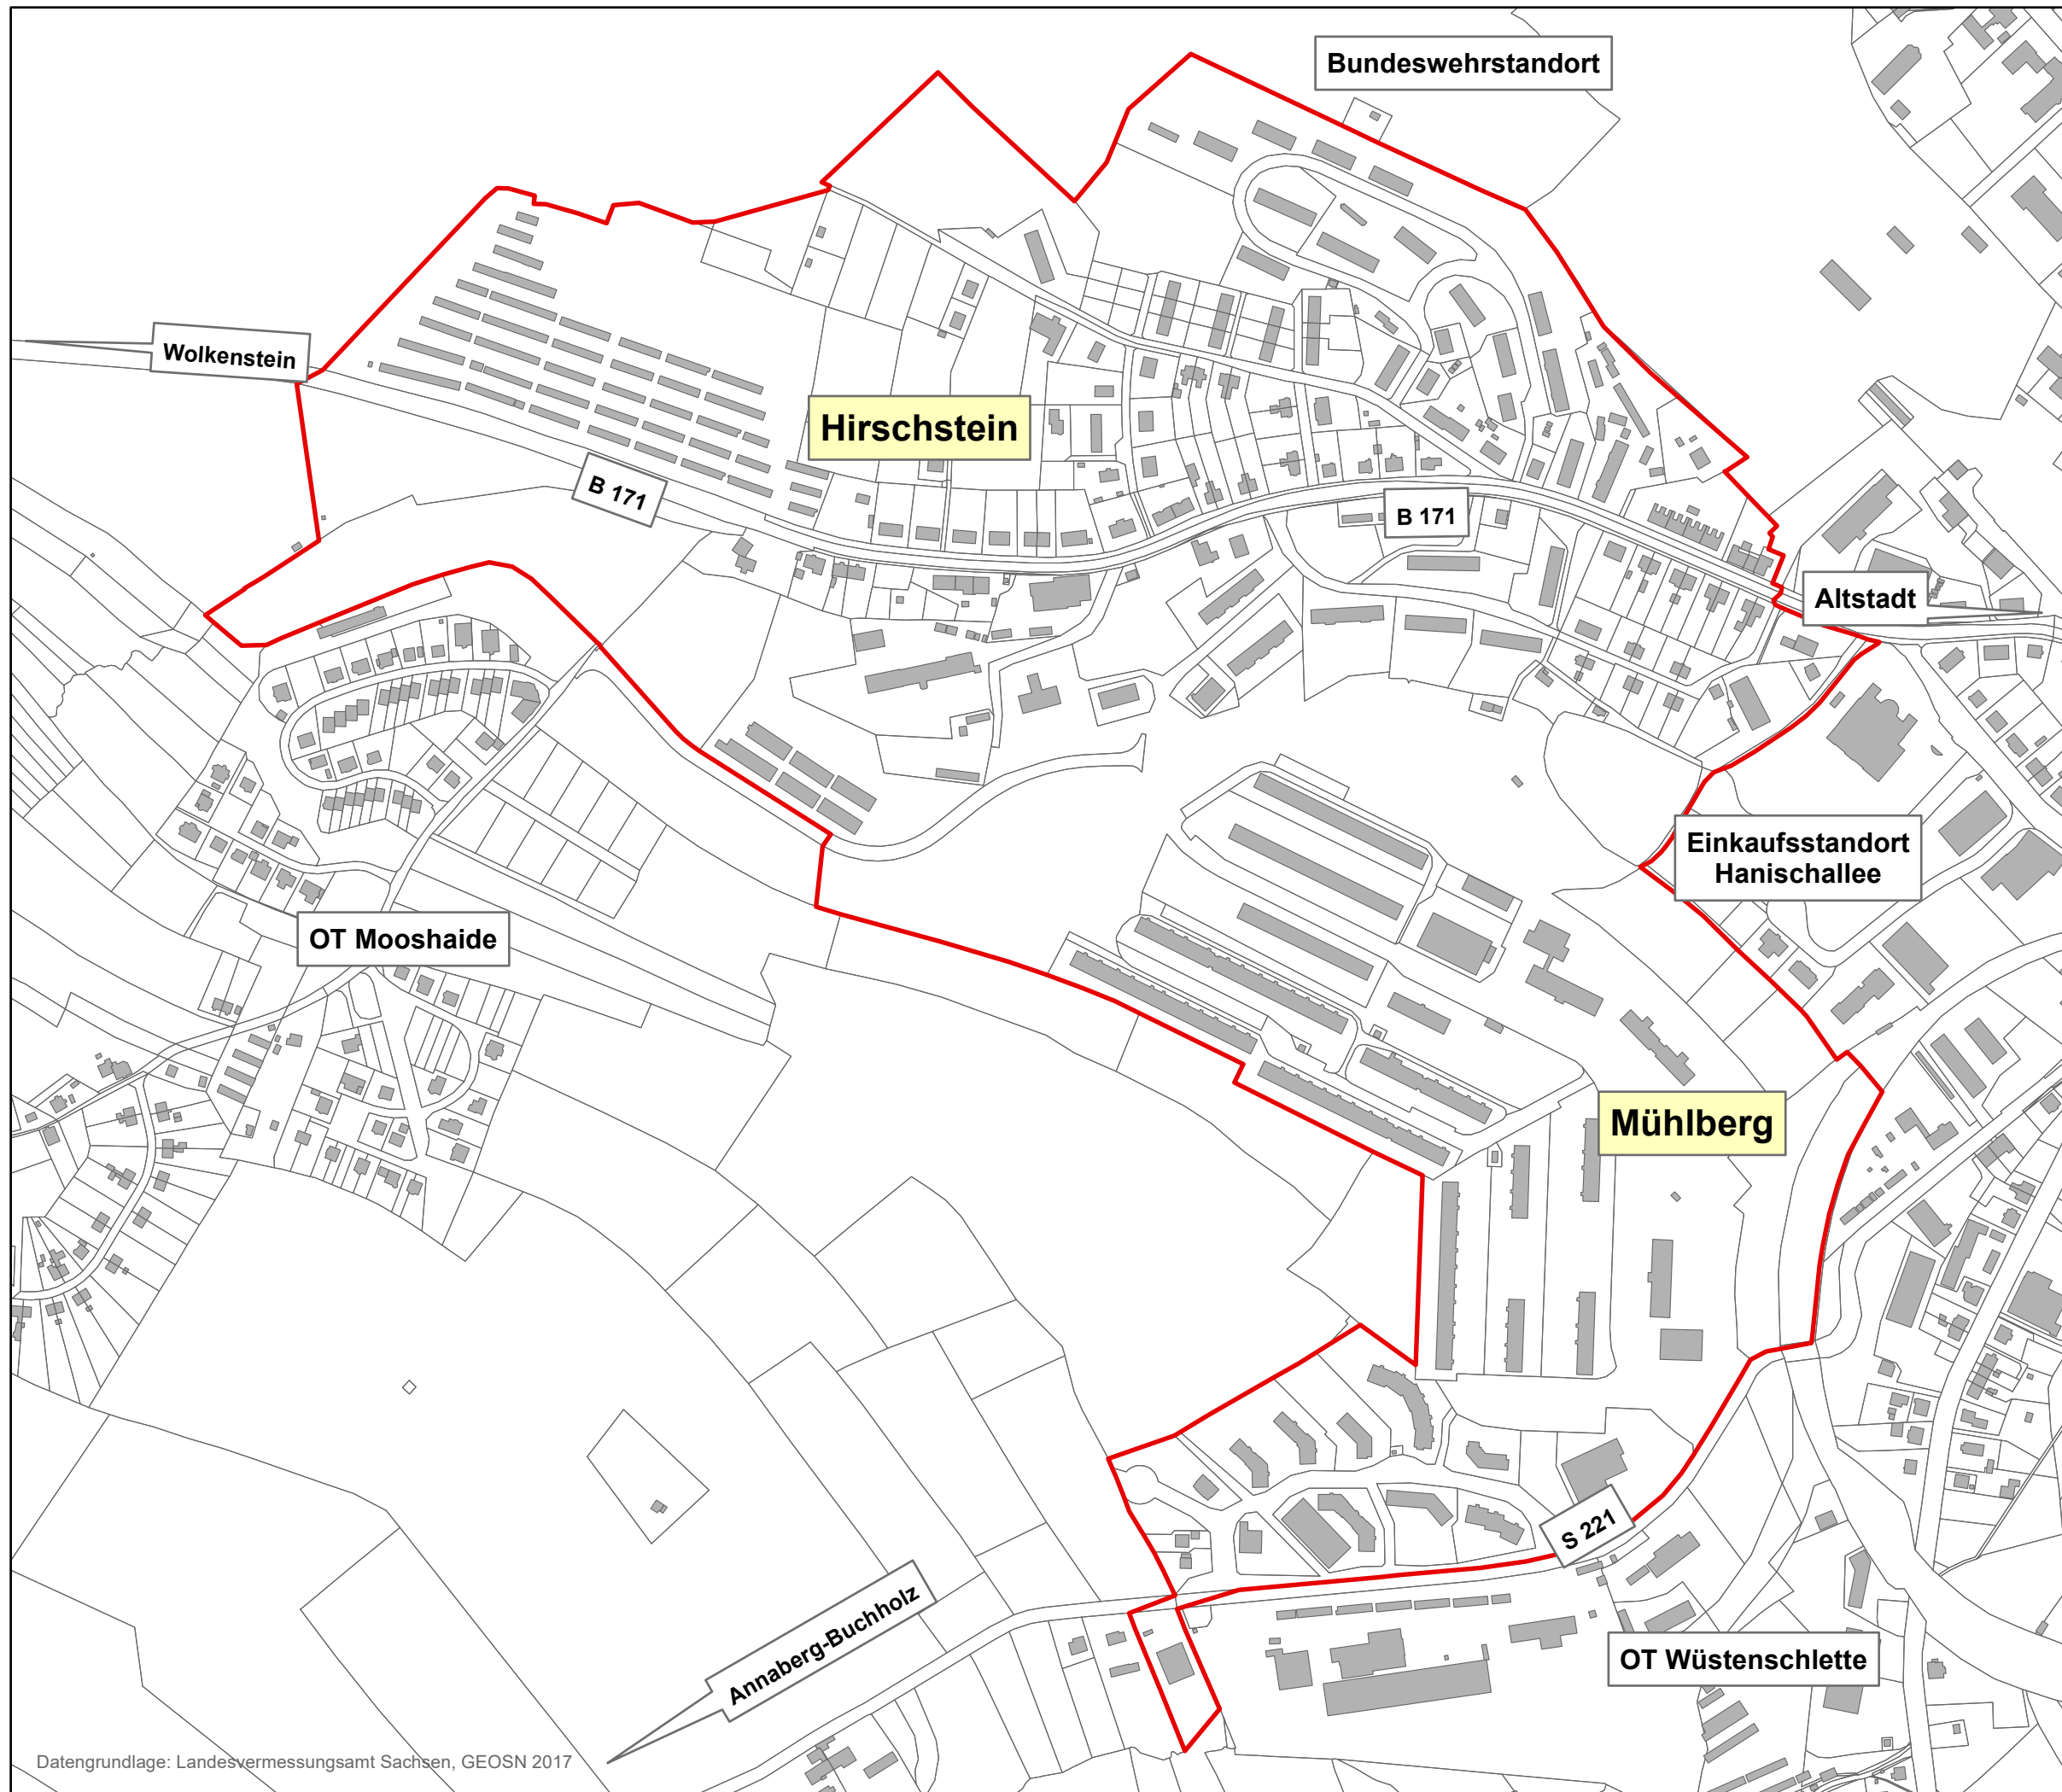 Bundeswehrstandort
Wolkenstein
Hirschstein
B 171
B 171
Altstadt
Einkaufsstandort
Hanischallee
OT Mooshaide
Mühlberg
S 221
Annaberg-Buchholz
OT Wüstenschlette
Datengrundlage: Landesvermessungsamt Sachsen, GEOSN 2017